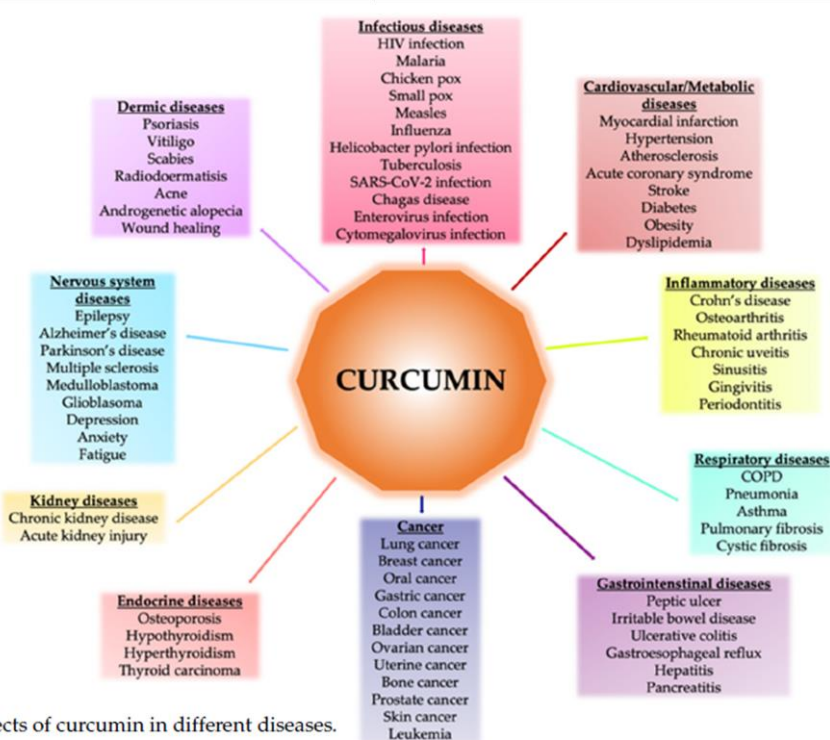 Infectious diseases
HIV infection
Malaria
Chicken pox
Small pox
Measles
Influenza
Helicobacter pylori infection
Tuberculosis
SARS-CoV-2 infection
Chagas disease
Enterovirus infection
Cytomegalovirus infection
Cardiovascular/Metabolic
diseases
Myocardial infarction
Hypertension
Atherosclerosis
Acute coronary syndrome
Stroke
Diabetes
Obesity
Dyslipidemia
Dermic diseases
Psoriasis
Vitiligo
Scabies
Radiodoermatisis
Acne
Androgenetic alopecia
Wound healing
Nervous system
diseases
Epilepsy
Alzheimer's disease
Parkinson's disease
Multiple sclerosis
Medulloblastoma
Glioblasoma
Depression
Anxiety
Fatigue
CURCUMIN
Inflammatory diseases
Crohn's disease
Osteoarthritis
Rheumatoid arthritis
Chronic uveitis
Sinusitis
Gingivitis
Periodontitis
Respiratory diseases
COPD
Pneumonia
Asthma
Pulmonary fibrosis
Cystic fibrosis
Kidney diseases
Chronic kidney disease
Acute kidney injury
Cancer
Lung cancer
Breast cancer
Oral cancer
Gastric cancer
Colon cancer
Bladder cancer
Ovarian cancer
Uterine cancer
Bone cancer
Prostate cancer
Skin cancer
Leukemia
Gastrointenstinal diseases
Peptic ulcer
Irritable bowel disease
Ulcerative colitis
Gastroesophageal reflux
Hepatitis
Pancreatitis
Endocrine diseases
Osteoporosis
Hypothyroidism
Hyperthyroidism
Thyroid carcinoma
ects of curcumin in different diseases.